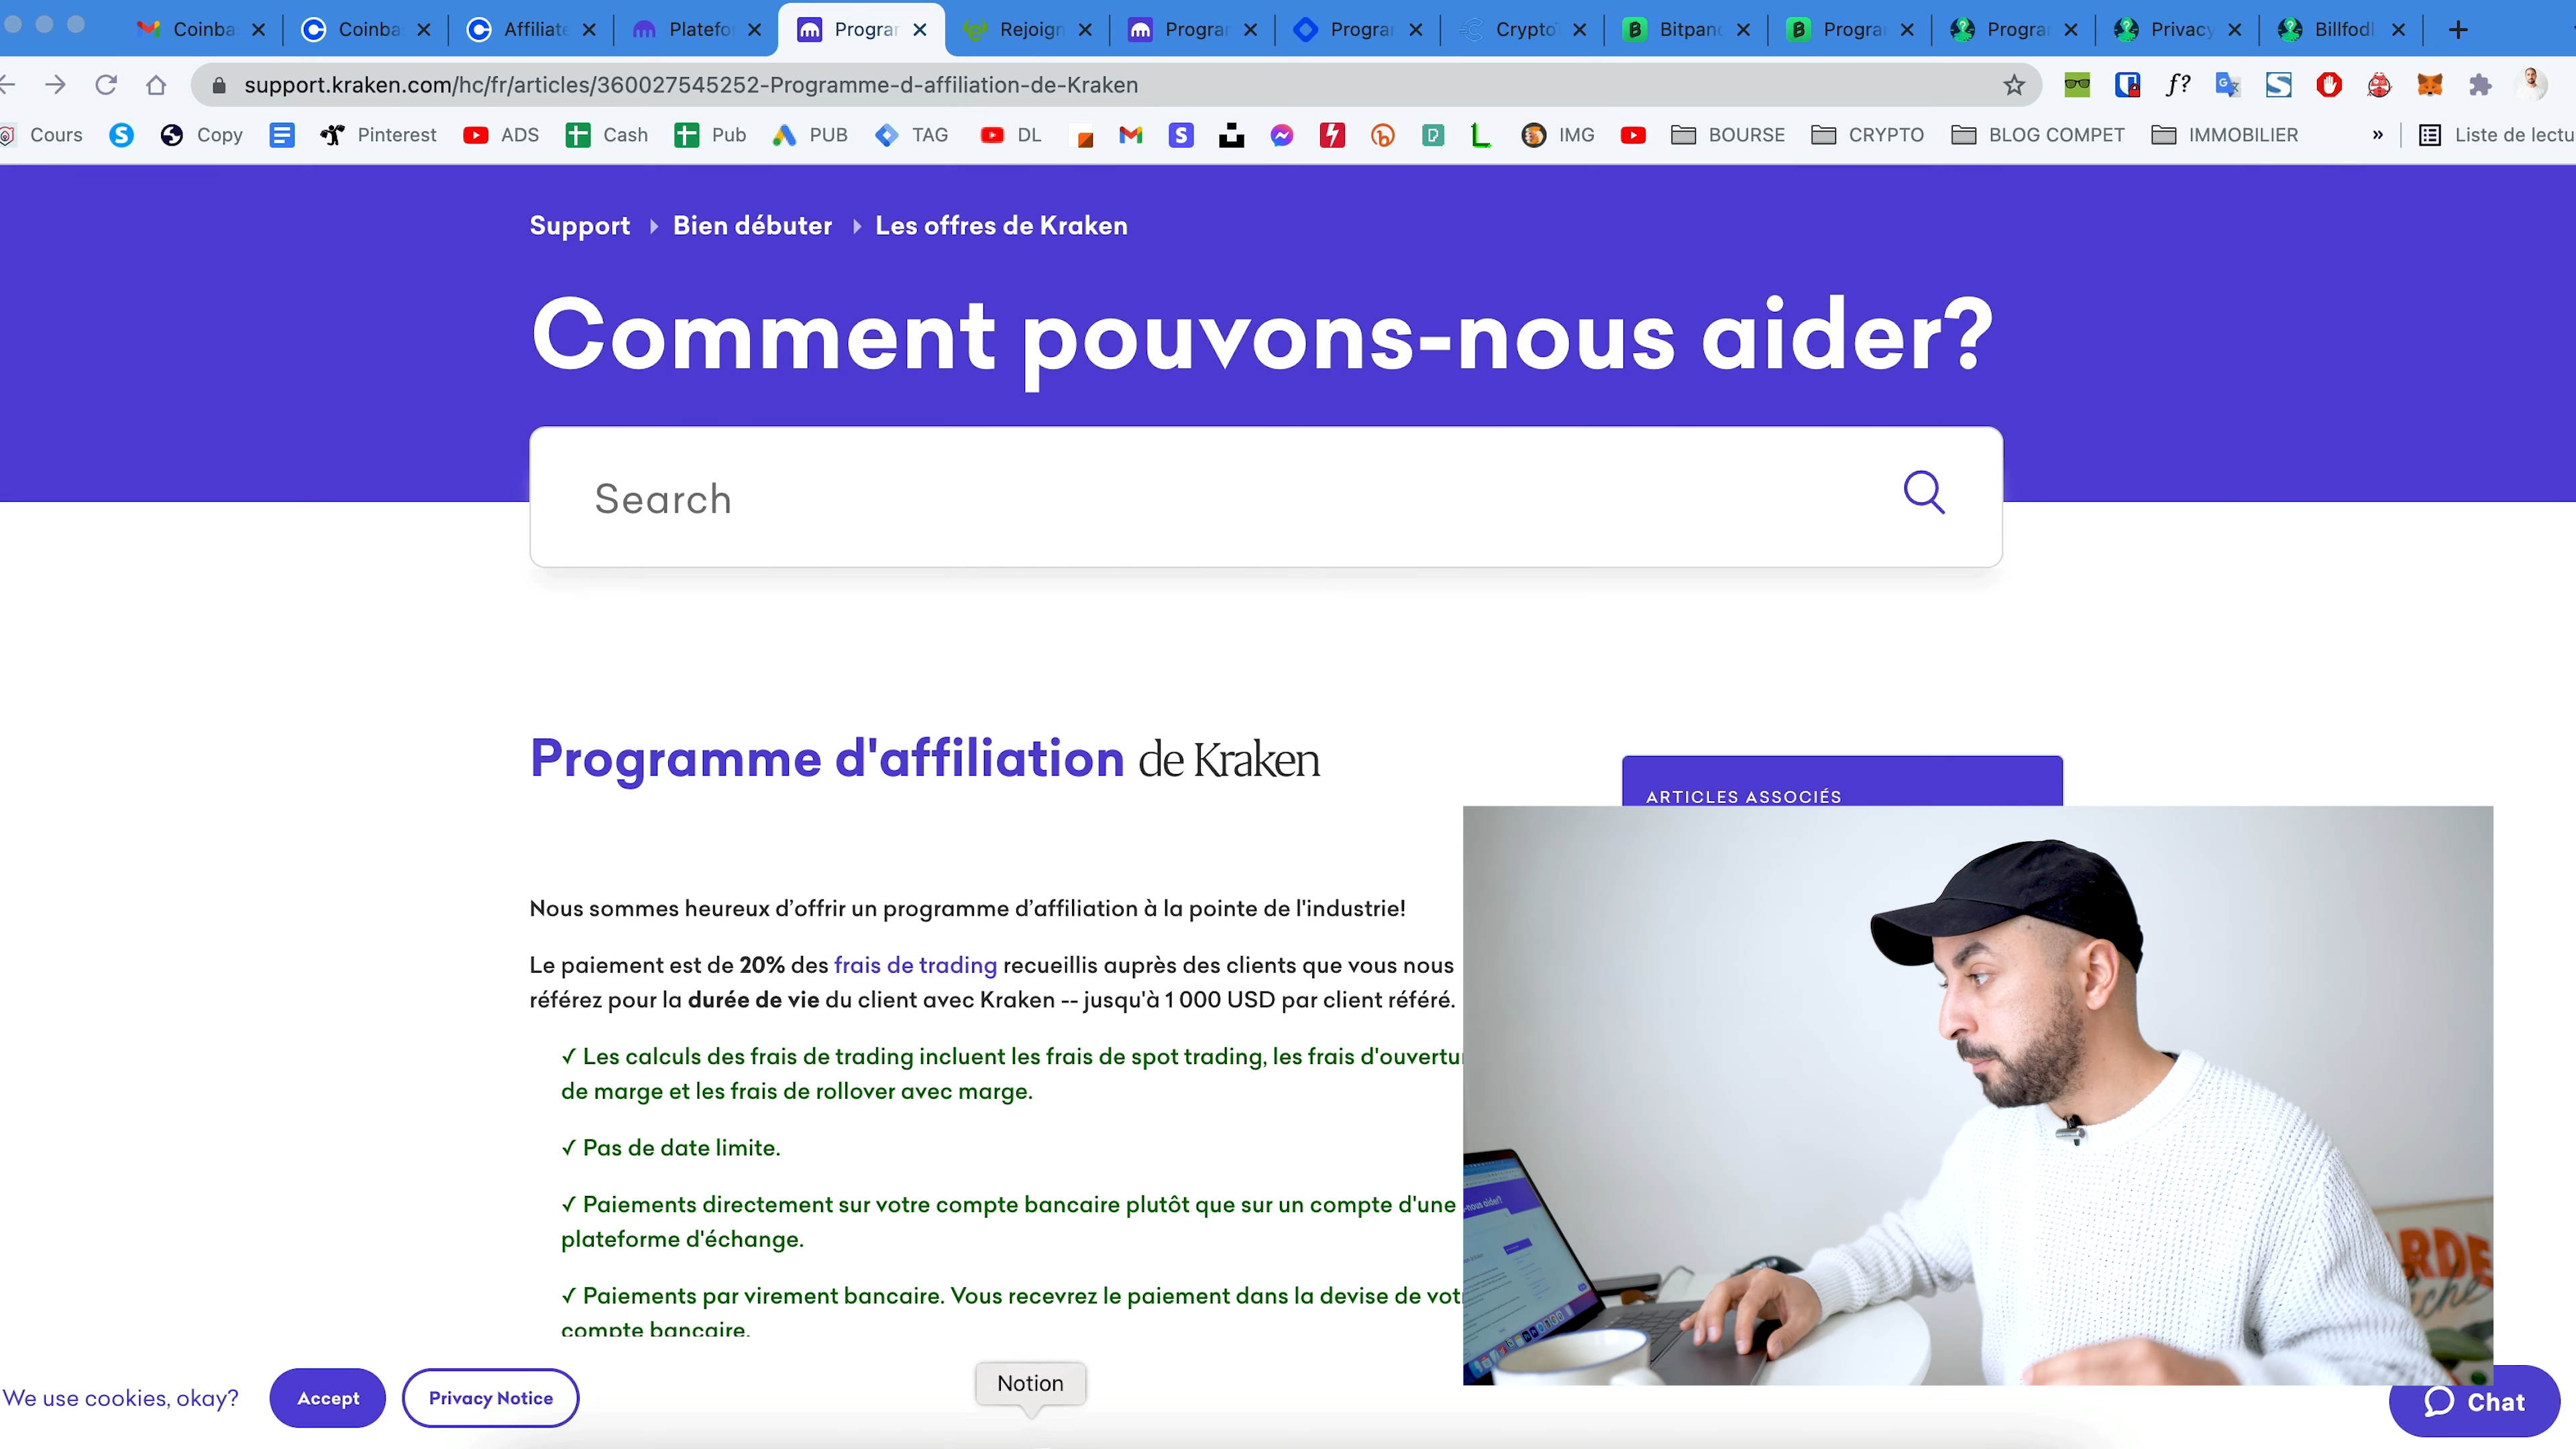 Coinba
Coinba
Affiliate
Platefo
Progra
Rejoign
Progra
Progra
Crypto
Bitpan
Progra
Progra
Privacy
Billfodl
support.kraken.com/hc/fr/articles/360027545252-Programme-d-affiliation-de-Kraken
Cours
Copy
Pinterest
ADS
Cash
Pub
PUB
TAG
DL
IMG
BOURSE
CRYPTO
BLOG COMPET
IMMOBILIER
»
Liste de lectu
Support
Bien débuter
Les offres de Kraken
Comment pouvons-nous aider?
Search
Programme d'affiliation de Kraken
ARTICLES ASSOCIÉS
Nous sommes heureux d’offrir un programme d’affiliation à la pointe de l'industrie!
Le paiement est de 20% des frais de trading recueillis auprès des clients que vous nous
référez pour la durée de vie du client avec Kraken -- jusqu'à 1 000 USD par client référé.
✓ Les calculs des frais de trading incluent les frais de spot trading, les frais d'ouvertu
de marge et les frais de rollover avec marge.
✓ Pas de date limite.
✓ Paiements directement sur votre compte bancaire plutôt que sur un compte d'une
plateforme d'échange.
✓ Paiements par virement bancaire. Vous recevrez le paiement dans la devise de vot
compte bancaire.
-nous aider?
We use cookies, okay?
Accept
Privacy Notice
Notion
Chat